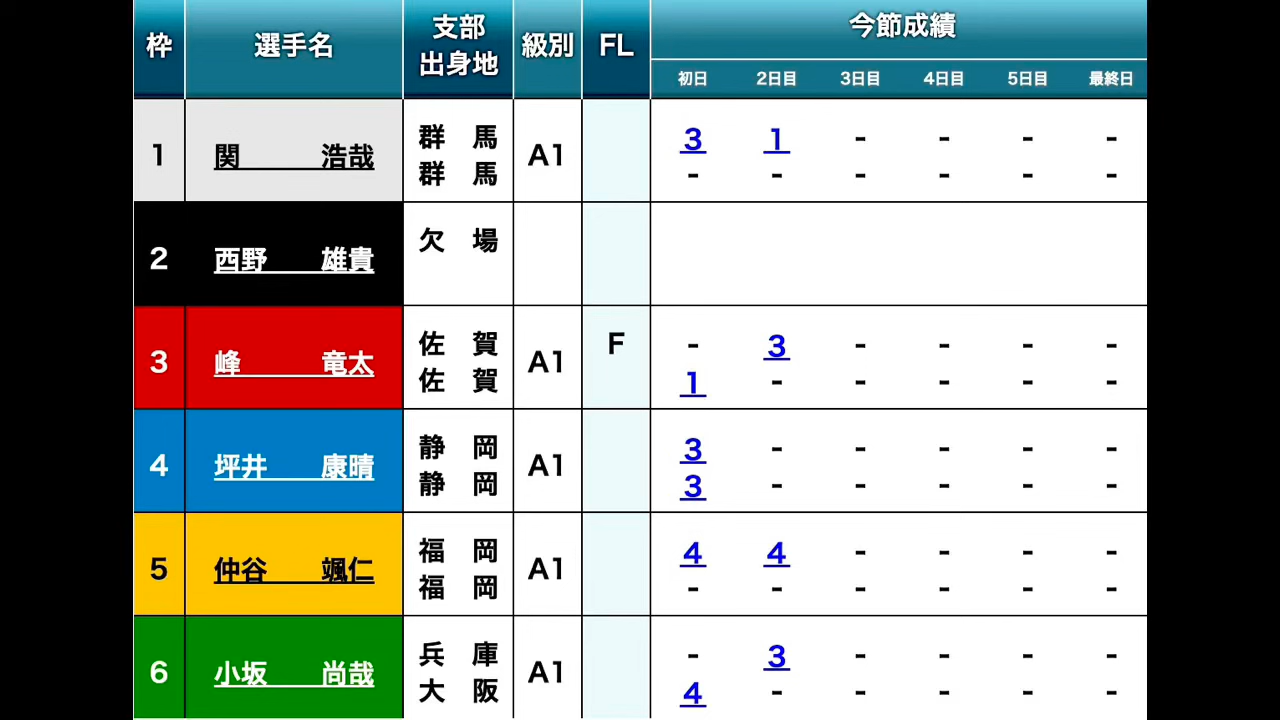 枠 選手名 支部 出身地 級別 FL 今節成績
初日 2日目 3日目 4日目 5日目 最終日
1 関 浩哉 群馬 A1 3 1 - - - -
群馬 - - - - - -
2 西野 雄貴 欠場
3 峰 竜太 佐賀 A1 F - 3 - - - -
佐賀 1 - - - - -
4 坪井 康晴 静岡 A1 3 - - - - -
静岡 3 - - - - -
5 仲谷 颯仁 福岡 A1 4 4 - - - -
福岡 - - - - - -
6 小坂 尚哉 兵庫 A1 - 3 - - - -
大阪 4 - - - - -